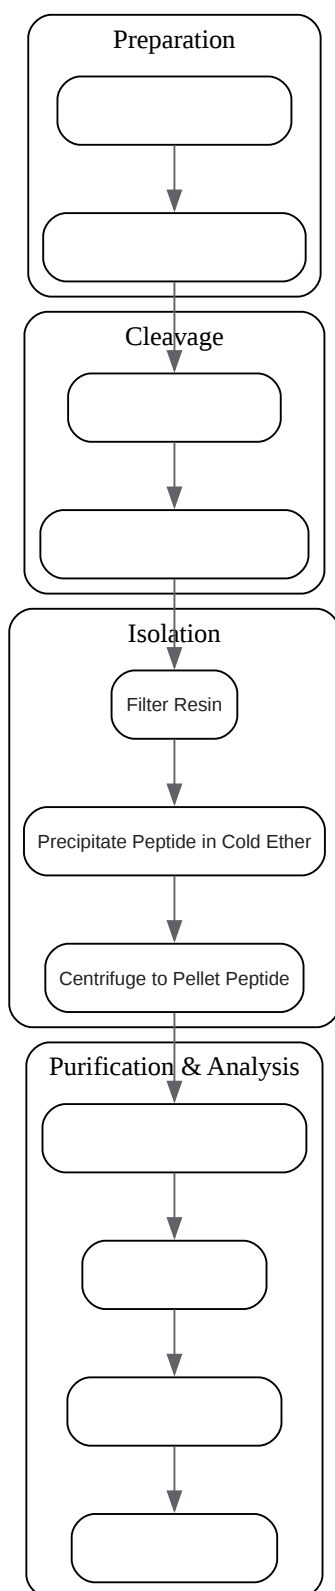 Preparation
Cleavage
Isolation
Filter Resin
Precipitate Peptide in Cold Ether
Centrifuge to Pellet Peptide
Purification & Analysis